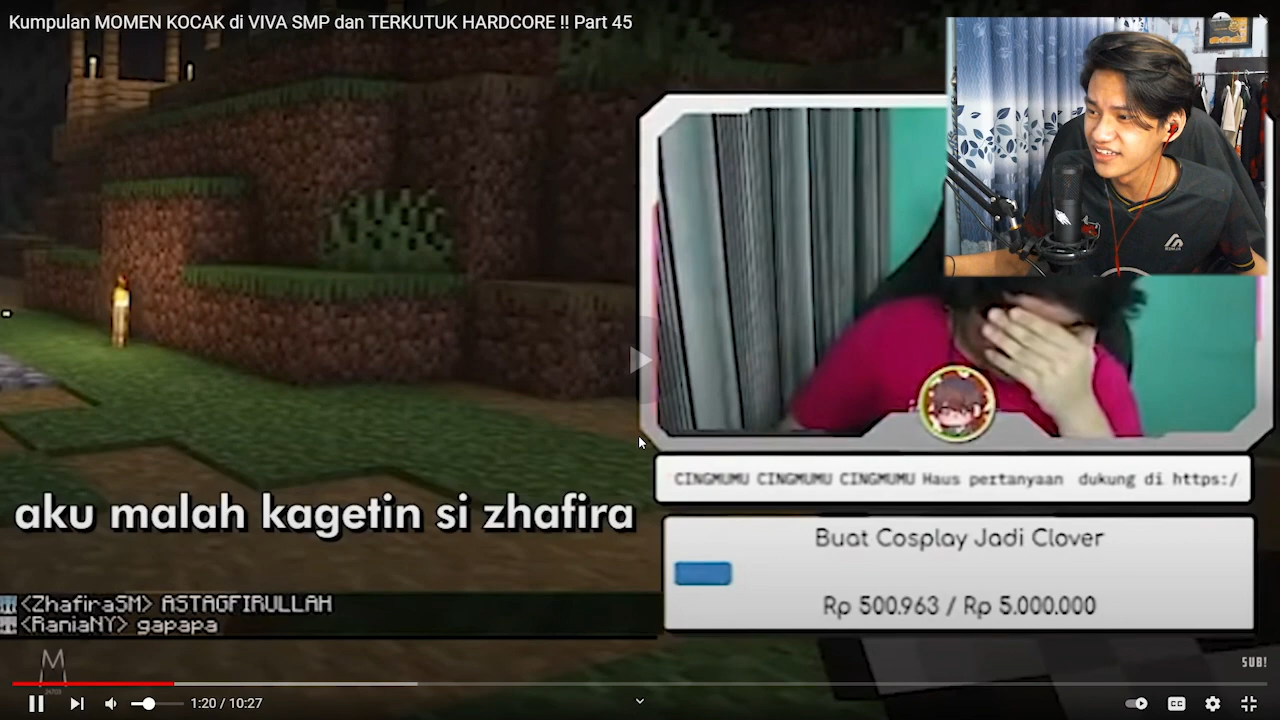 Kumpulan MOMEN KOCAK di VIVA SMP dan TERKUTUK HARDCORE !! Part 45
CINGMUMU CINGMUMU CINGMUMU Haus pertanyaan dukung di https:/
aku malah kagetin si zhafira
Buat Cosplay Jadi Clover
Rp 500.963 / Rp 5.000.000
<ZhafiraSM> ASTAGFIRULLAH
<RaniaNY> gapapa
M
SUB!
1:20 / 10:27
CC